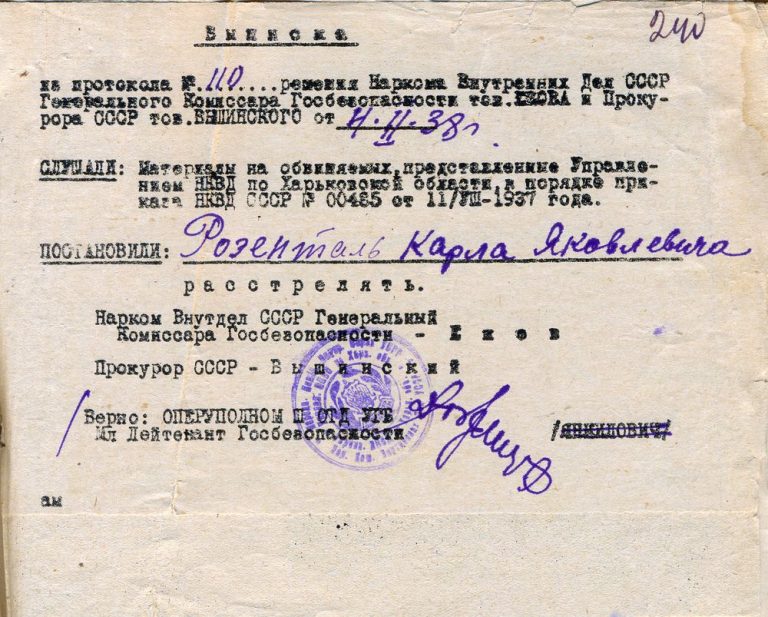 240
Выписка
из протокола № 110....решения Наркома Внутренних Дел СССР
Генерального Комиссара Госбезопасности тов.ЕЖОВА и Проку-
рора СССР тов.ВЫШИНСКОГО от 4.II.38г.
СЛУШАЛИ: Материалы на обвиняемых,представленные Управле-
нием НКВД по Харьковской области,в порядке при-
каза НКВД СССР № 00485 от 11/VIII-1937 года.
ПОСТАНОВИЛИ: Розенталь Карла Яковлевича
расстрелять.
Нарком Внутдел СССР Генеральный
Комиссара Госбезопасности - Ежов
Прокурор СССР - Вышинский
Верно: ОПЕРУПОЛНОМ Ш ОТД УГБ
Мл Лейтенант Госбезопасности
ам